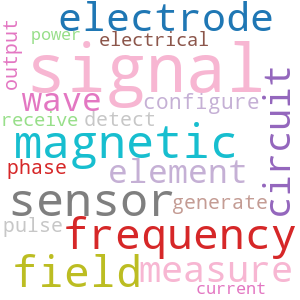 electrode
output
power
electrical
signal
wave
configure
circuit
receive
detect
magnetic
phase
element
sensor
generate
pulse
frequency
field
measure
current